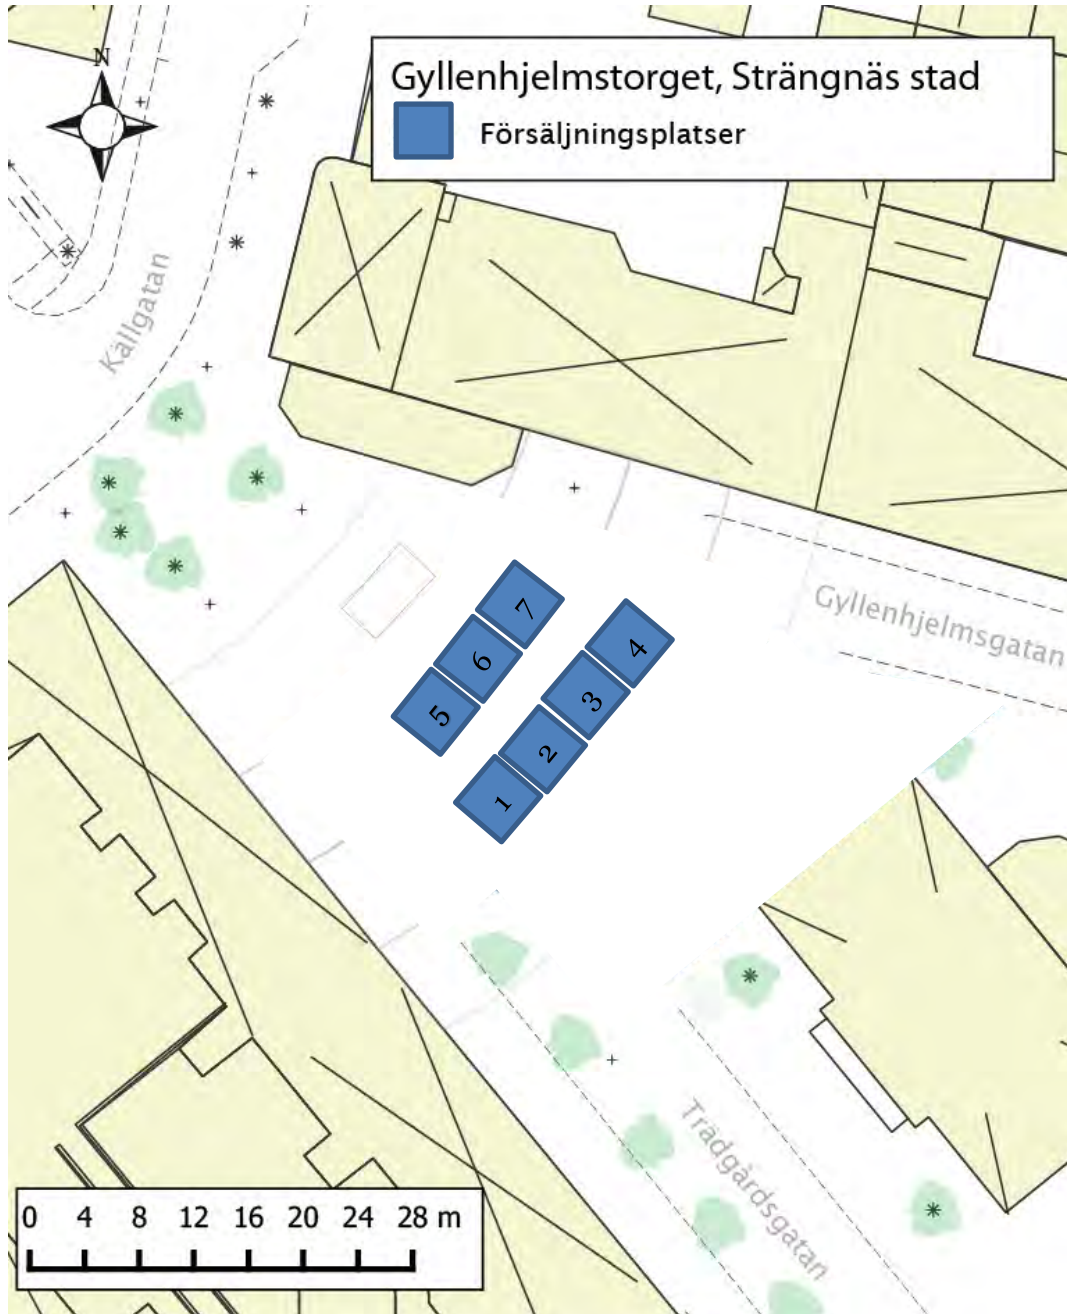 Gyllenhjelmstorget, Strängnäs stad
Försäljningsplatser
N
Källgatan
Gyllenhjelmsgatan
7
4
6
3
5
2
1
Trädgårdsgatan
0 4 8 12 16 20 24 28 m